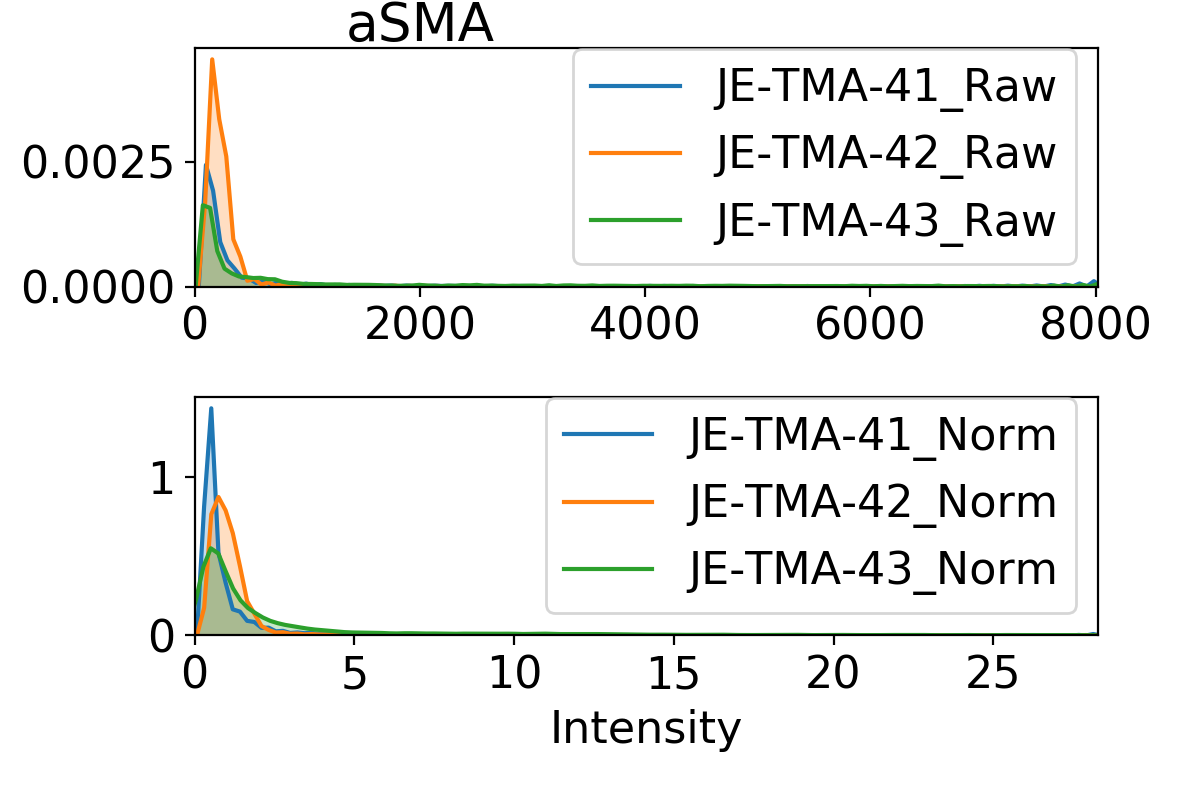 aSMA
JE-TMA-41_Raw
JE-TMA-42_Raw
JE-TMA-43_Raw
0.0025
0.0000
0 2000 4000 6000 8000
JE-TMA-41_Norm
JE-TMA-42_Norm
JE-TMA-43_Norm
1
0
0 5 10 15 20 25
Intensity